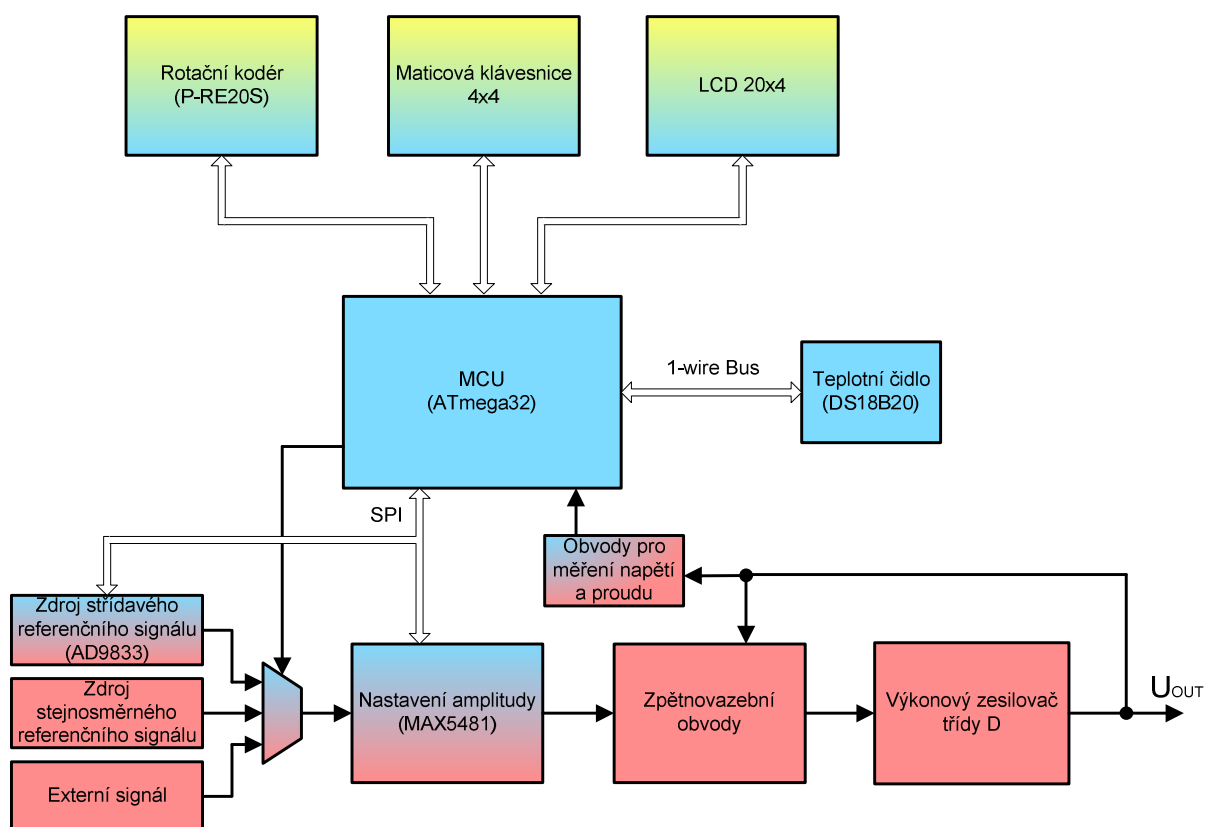 Rotační kodér
(P-RE20S)
Maticová klávesnice
4x4
LCD 20x4
MCU
(ATmega32)
1-wire Bus
Teplotní čidlo
(DS18B20)
SPI
Obvody pro
měření napětí
a proudu
Zdroj střídavého
referenčního signálu
(AD9833)
Zdroj
stejnosměrného
referenčního signálu
Externí signál
Nastavení amplitudy
(MAX5481)
Zpětnovazební
obvody
Výkonový zesilovač
třídy D
UOUT